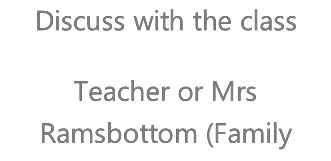 Discuss with the class
Teacher or Mrs
Ramsbottom (Family